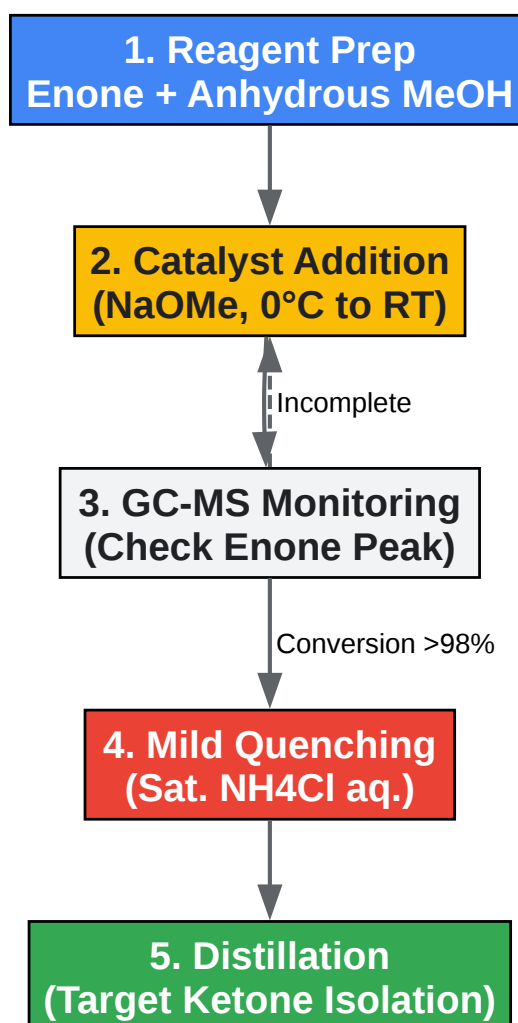 1. Reagent Prep
Enone + Anhydrous MeOH
2. Catalyst Addition
(NaOMe, 0°C to RT)
Incomplete
3. GC-MS Monitoring
(Check Enone Peak)
Conversion >98%
4. Mild Quenching
(Sat. NH4Cl aq.)
5. Distillation
(Target Ketone Isolation)